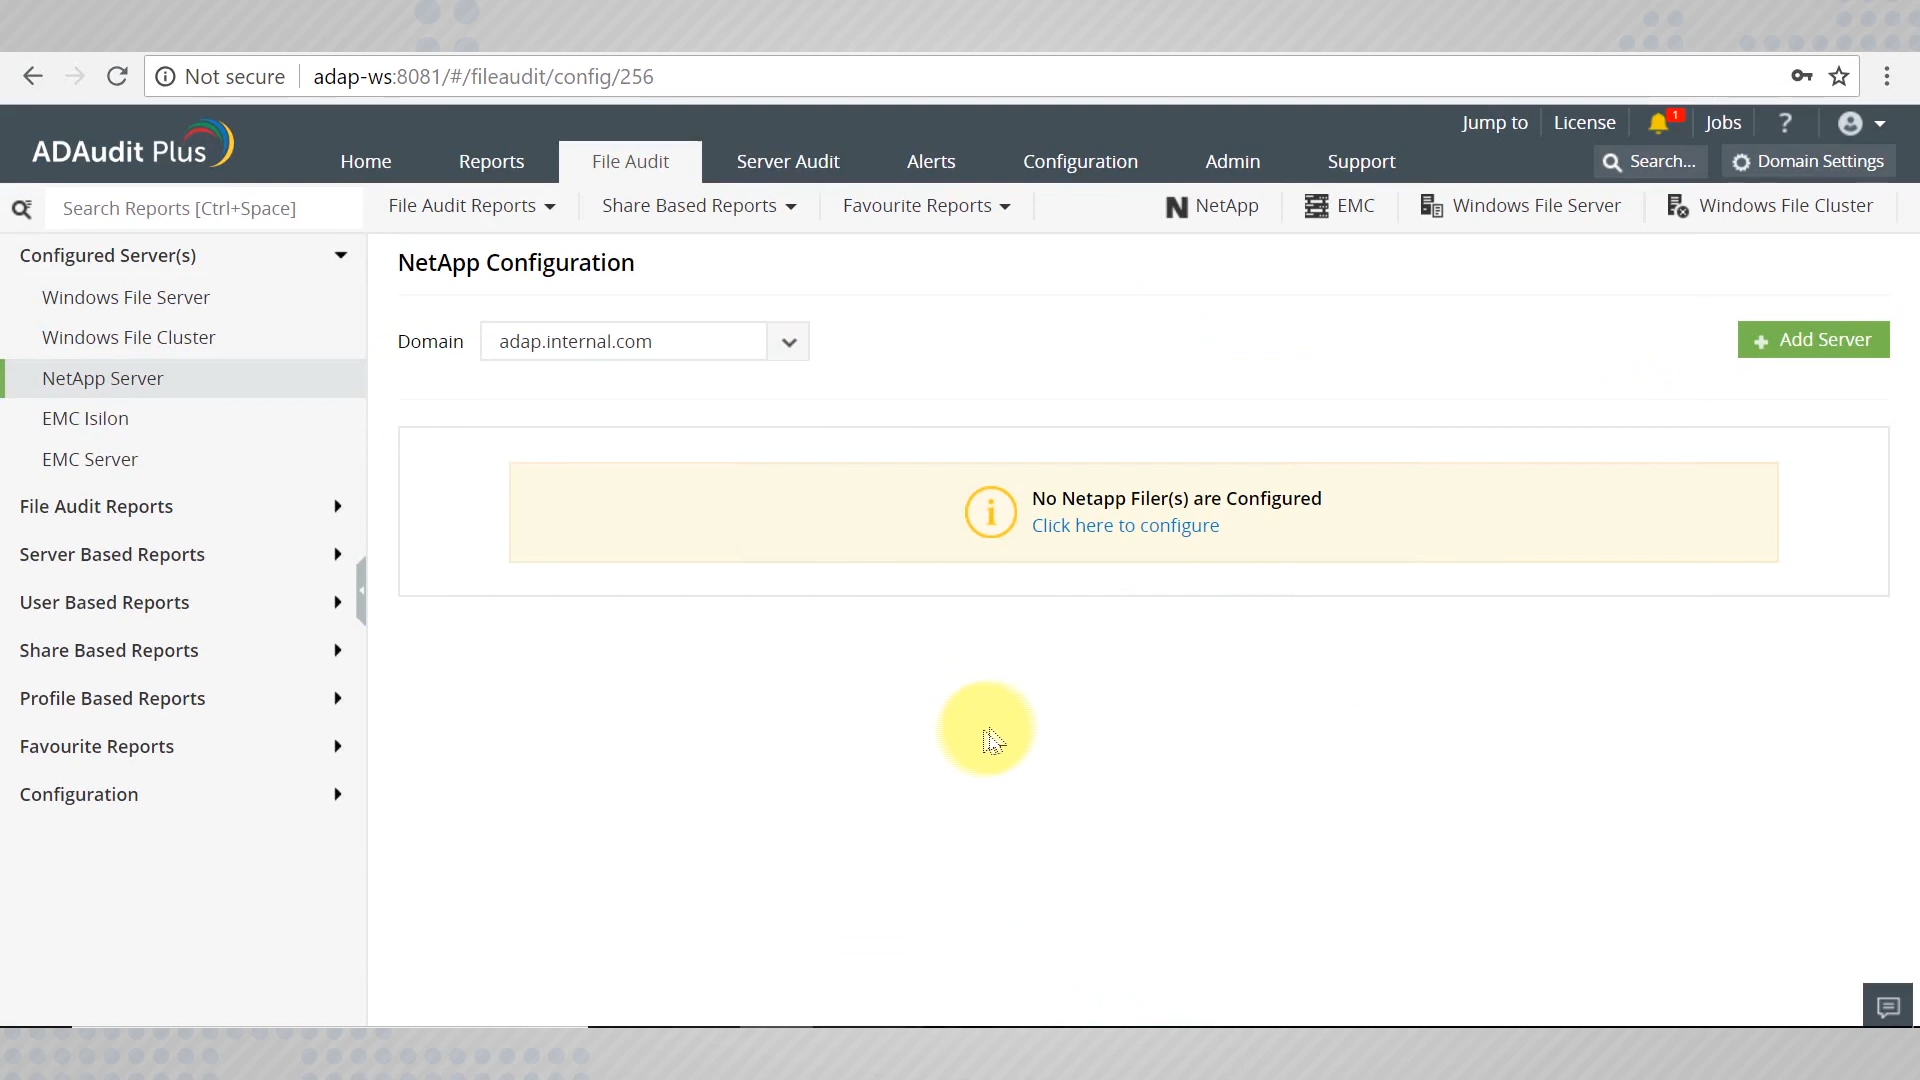 Not secure
adap-ws:8081/#/fileaudit/config/256
Jump to
License
1
Jobs
?
ADAudit Plus
Home
Reports
File Audit
Server Audit
Alerts
Configuration
Admin
Support
Search...
Domain Settings
Search Reports [Ctrl+Space]
File Audit Reports
Share Based Reports
Favourite Reports
NetApp
EMC
Windows File Server
Windows File Cluster
Configured Server(s)
Windows File Server
Windows File Cluster
NetApp Server
EMC Isilon
EMC Server
File Audit Reports
Server Based Reports
User Based Reports
Share Based Reports
Profile Based Reports
Favourite Reports
Configuration
NetApp Configuration
Domain
adap.internal.com
Add Server
No Netapp Filer(s) are Configured
Click here to configure